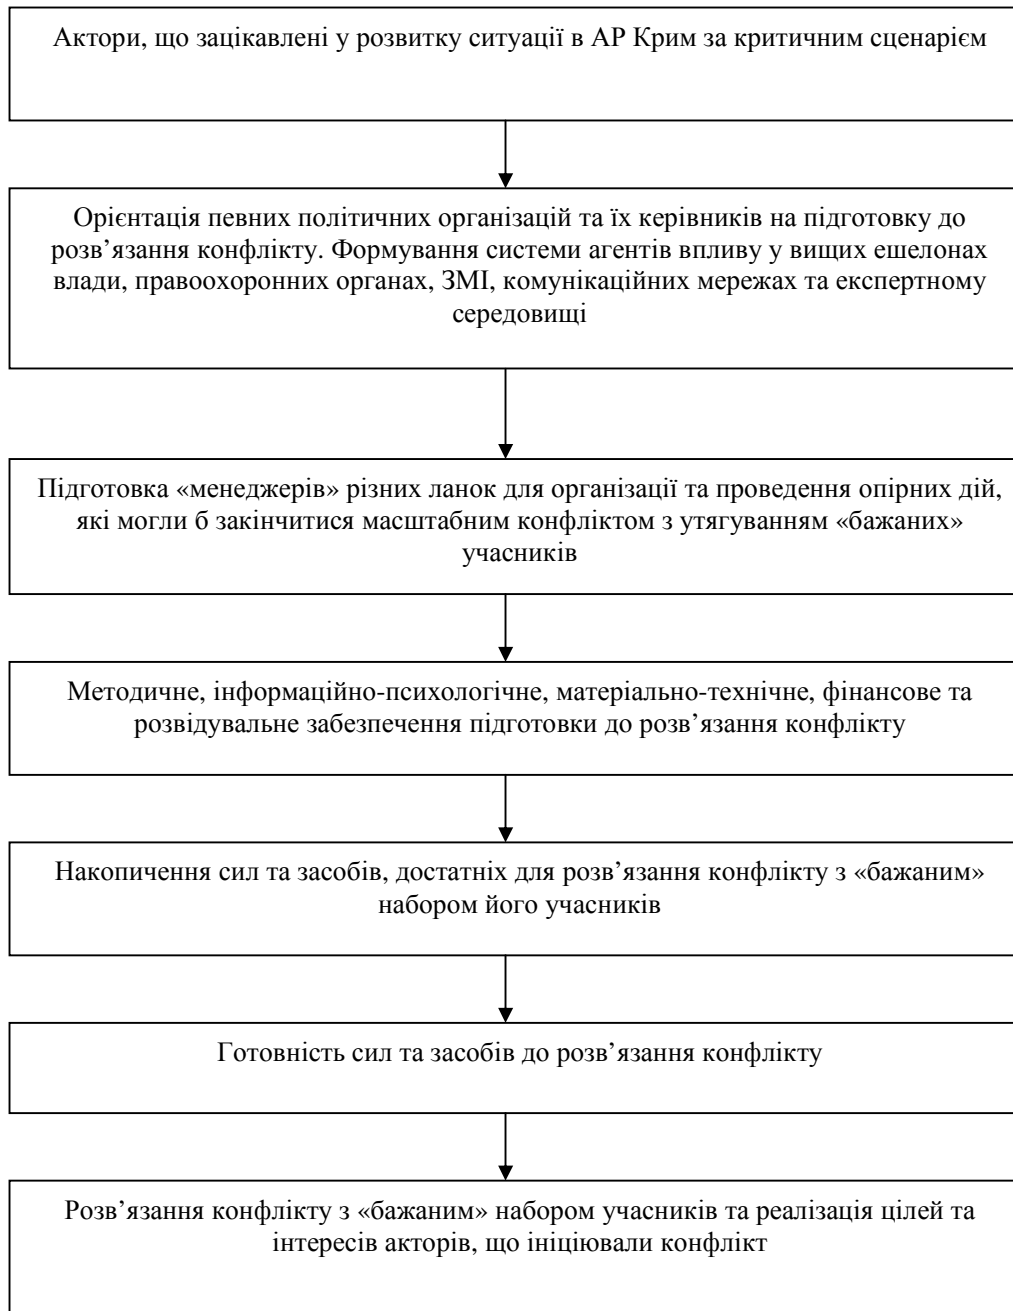 Актори, що зацікавлені у розвитку ситуації в АР Крим за критичним сценарієм
Орієнтація певних політичних організацій та їх керівників на підготовку до
розв’язання конфлікту. Формування системи агентів впливу у вищих ешелонах
влади, правоохоронних органах, ЗМІ, комунікаційних мережах та експертному
середовищі
Підготовка «менеджерів» різних ланок для організації та проведення опірних дій,
які могли б закінчитися масштабним конфліктом з утягуванням «бажаних»
учасників
Методичне, інформаційно-психологічне, матеріально-технічне, фінансове та
розвідувальне забезпечення підготовки до розв’язання конфлікту
Накопичення сил та засобів, достатніх для розв’язання конфлікту з «бажаним»
набором його учасників
Готовність сил та засобів до розв’язання конфлікту
Розв’язання конфлікту з «бажаним» набором учасників та реалізація цілей та
інтересів акторів, що ініціювали конфлікт